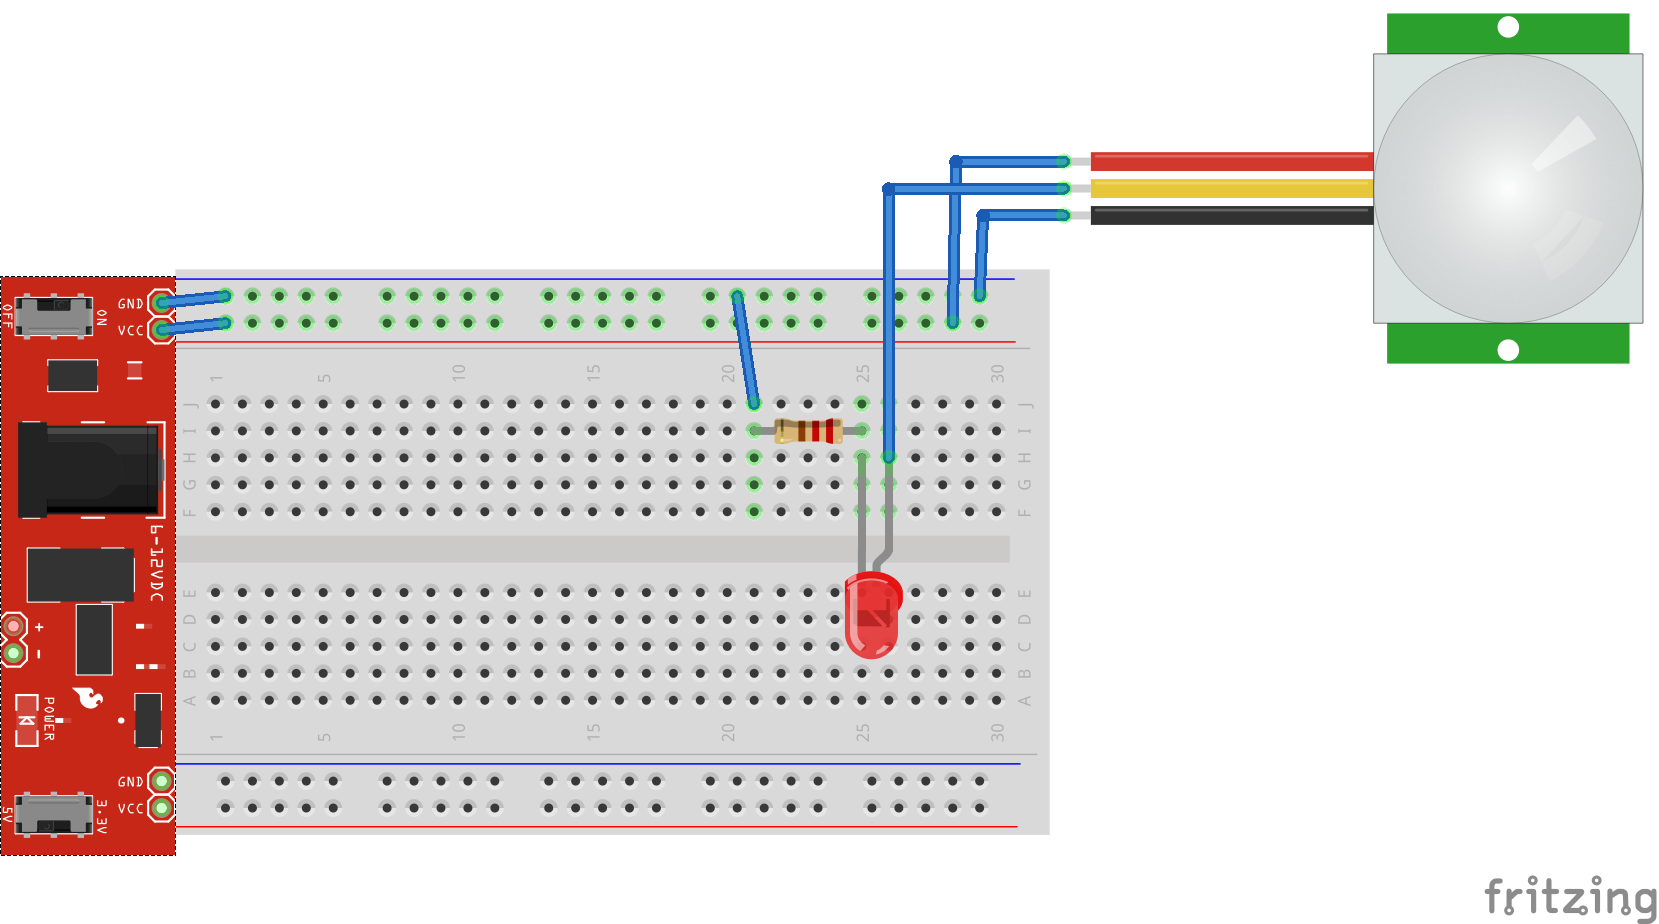 OFF
ON
GND
VCC
6-12VDC
+
-
POWER
GND
VCC
5V
3.3V
1 5 10 15 20 25 30
J J
I I
H H
G G
F F
E E
D D
C C
B B
A A
1 5 10 15 20 25 30
fritzing